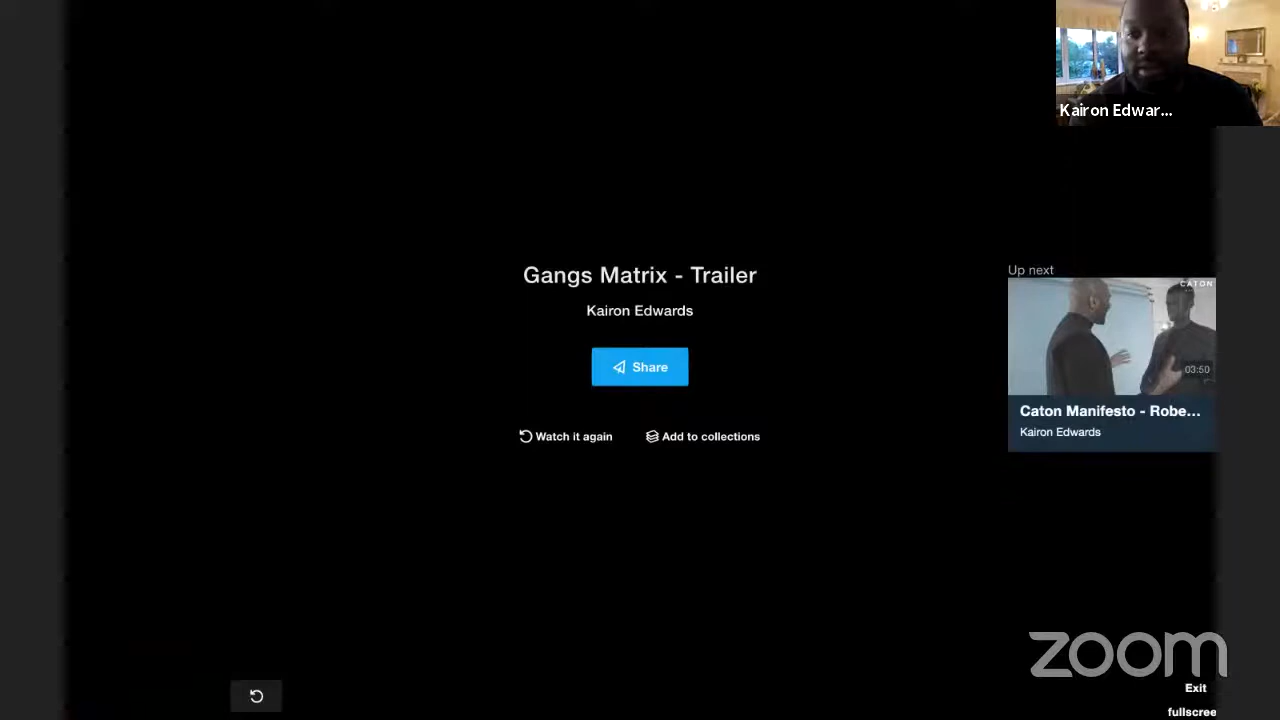 Kairon Edwar...
Gangs Matrix - Trailer
Kairon Edwards
Share
Watch it again
Add to collections
Up next
CATON
03:50
Caton Manifesto - Robe...
Kairon Edwards
zoom
Exit
fullscree